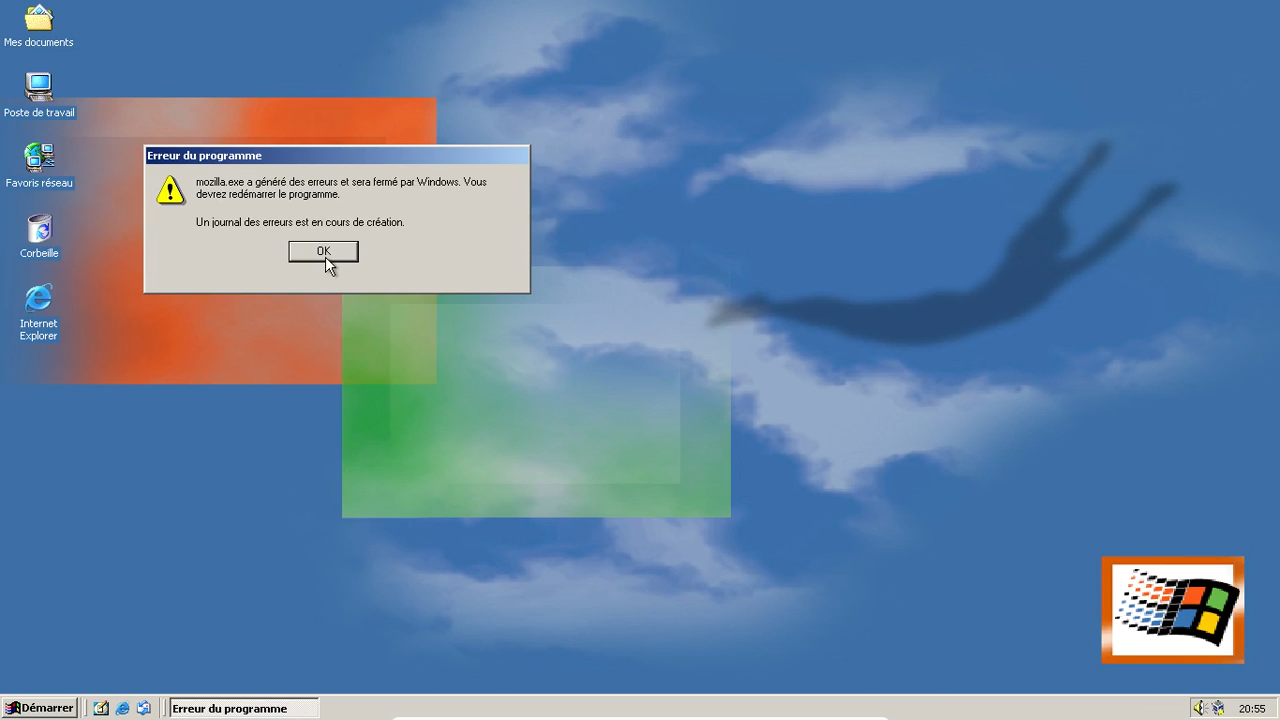 Mes documents
Poste de travail
Favoris réseau
Corbeille
Internet
Explorer
Erreur du programme
mozilla.exe a généré des erreurs et sera fermé par Windows. Vous
devrez redémarrer le programme.
Un journal des erreurs est en cours de création.
OK
Démarrer
Erreur du programme
20:55